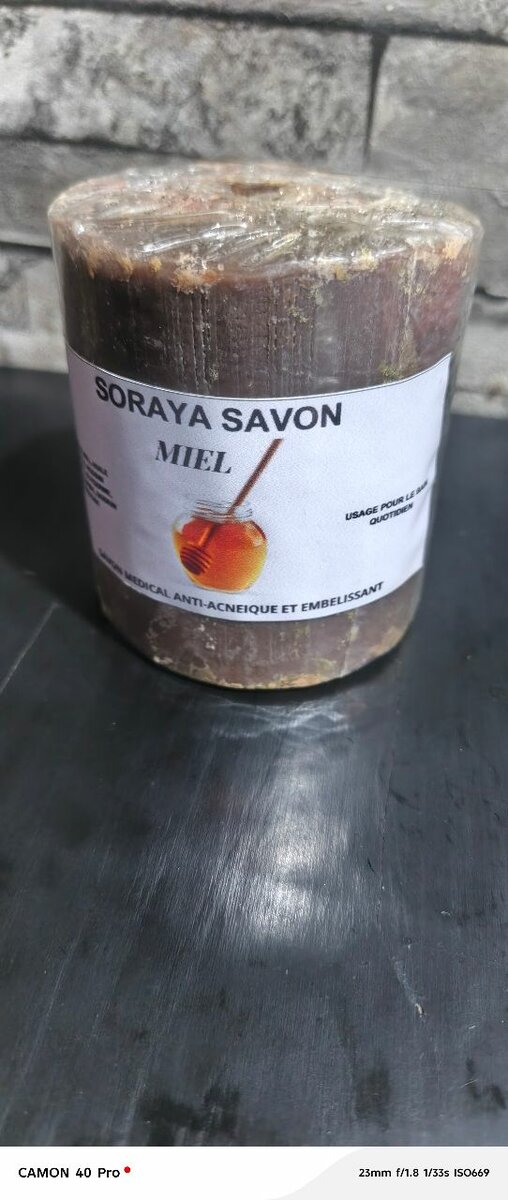 SORAYA SAVON
MIEL
USAGE POUR LE BAIN
QUOTIDIEN
SAVON MEDICAL ANTI-ACNEIQUE ET EMBELISSANT
CAMON 40 Pro
23mm f/1.8 1/33s ISO669